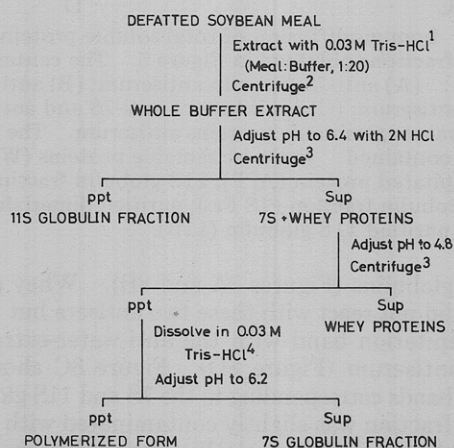 DEFATTED SOYBEAN MEAL
Extract with 0.03M Tris-HCl1
(Meal: Buffer, 1:20)
Centrifuge2
WHOLE BUFFER EXTRACT
Adjust pH to 6.4 with 2N HCl
Centrifuge3
ppt Sup
11S GLOBULIN FRACTION 7S +WHEY PROTEINS
Adjust pH to 4.8
Centrifuge3
ppt Sup
Dissolve in 0.03M WHEY PROTEINS
Tris-HCl4
Adjust pH to 6.2
ppt Sup
POLYMERIZED FORM 7S GLOBULIN FRACTION